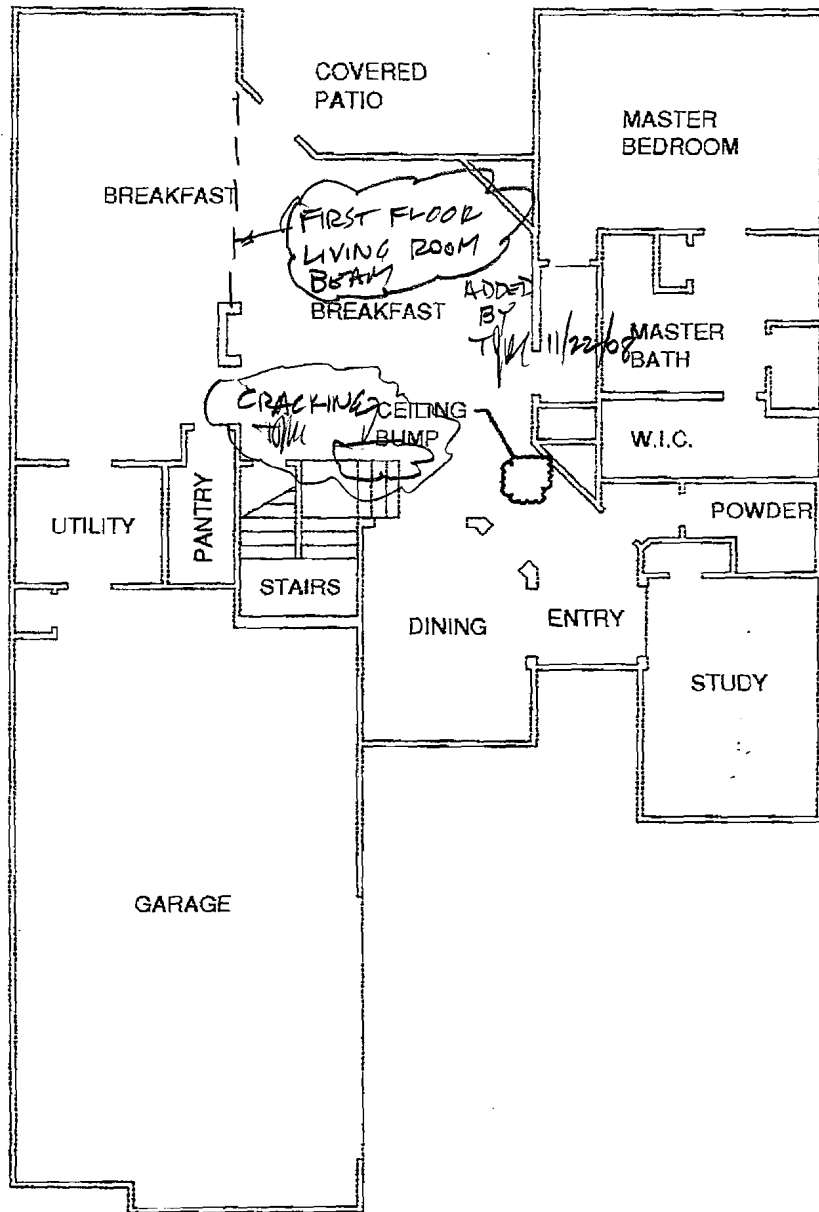 COVERED
PATIO
MASTER
BEDROOM
BREAKFAST
FIRST FLOOR
LIVING ROOM
BEAM
BREAKFAST
ADDED
BY
11/22/08
MASTER
BATH
CRACKING
CEILING
BUMP
W.I.C.
POWDER
UTILITY
PANTRY
STAIRS
DINING
ENTRY
STUDY
GARAGE